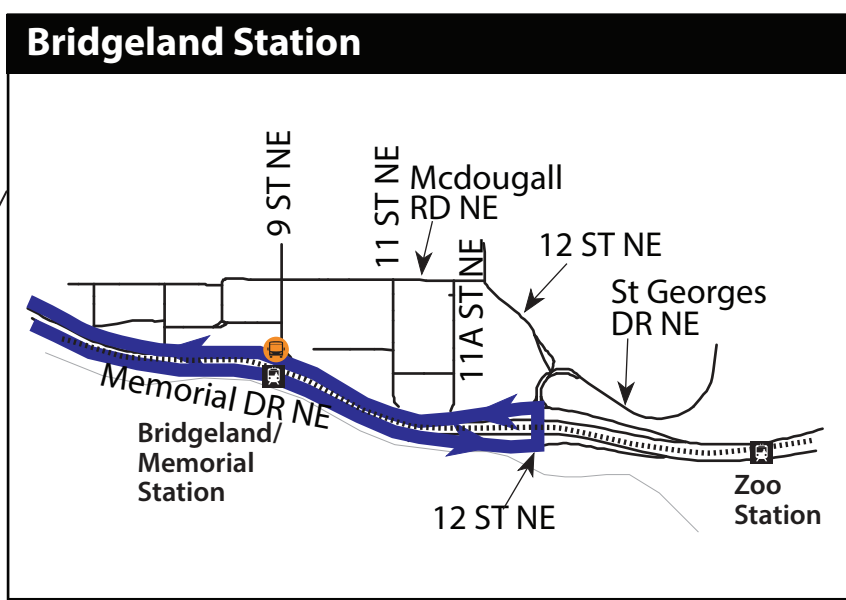 Bridgeland Station
9 ST NE
11 ST NE
Mcdougall
RD NE
11A ST NE
12 ST NE
St Georges
DR NE
Memorial DR NE
Bridgeland/
Memorial
Station
12 ST NE
Zoo
Station